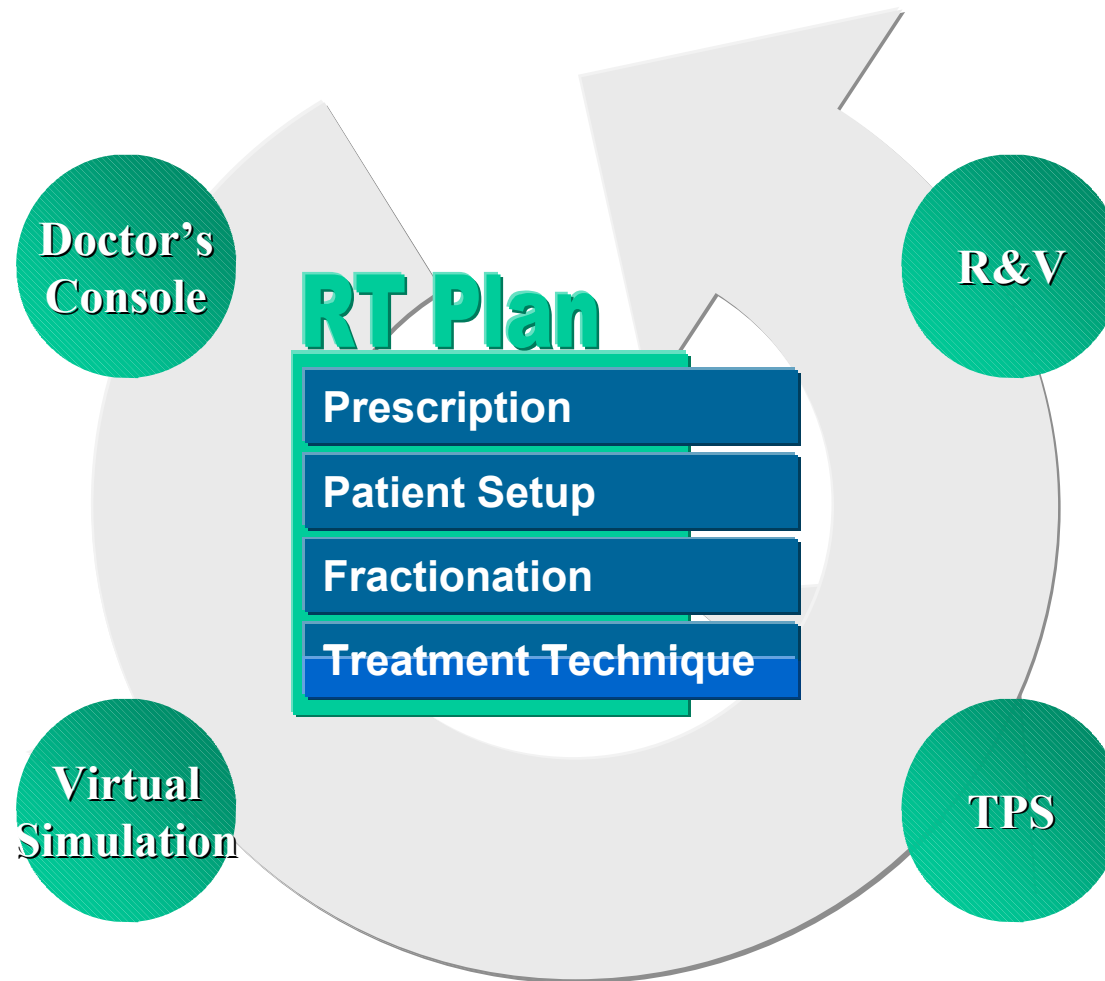 Doctor’s
Console
R&V
RT Plan
Prescription
Patient Setup
Fractionation
Treatment Technique
Virtual
Simulation
TPS